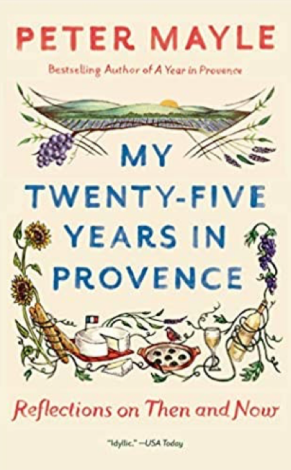 PETER MAYLE
Bestselling Author of A Year in Provence
MY
TWENTY-FIVE
YEARS IN
PROVENCE
Reflections on Then and Now
"Idyllic." —USA Today